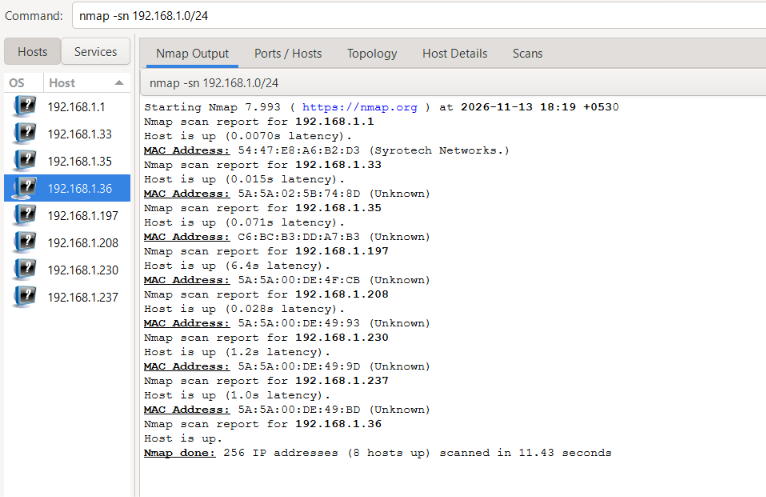 Command: nmap -sn 192.168.1.0/24
Hosts Services
OS Host
192.168.1.1
192.168.1.33
192.168.1.35
192.168.1.36
192.168.1.197
192.168.1.208
192.168.1.230
192.168.1.237
Nmap Output Ports / Hosts Topology Host Details Scans
nmap -sn 192.168.1.0/24
Starting Nmap 7.993 ( https://nmap.org ) at 2026-11-13 18:19 +0530
Nmap scan report for 192.168.1.1
Host is up (0.0070s latency).
MAC Address: 54:47:E8:A6:B2:D3 (Syrotech Networks.)
Nmap scan report for 192.168.1.33
Host is up (0.015s latency).
MAC Address: 5A:5A:02:5B:74:8D (Unknown)
Nmap scan report for 192.168.1.35
Host is up (0.071s latency).
MAC Address: C6:BC:B3:DD:A7:B3 (Unknown)
Nmap scan report for 192.168.1.197
Host is up (6.4s latency).
MAC Address: 5A:5A:00:DE:4F:CB (Unknown)
Nmap scan report for 192.168.1.208
Host is up (0.028s latency).
MAC Address: 5A:5A:00:DE:49:93 (Unknown)
Nmap scan report for 192.168.1.230
Host is up (1.2s latency).
MAC Address: 5A:5A:00:DE:49:9D (Unknown)
Nmap scan report for 192.168.1.237
Host is up (1.0s latency).
MAC Address: 5A:5A:00:DE:49:BD (Unknown)
Nmap scan report for 192.168.1.36
Host is up.
Nmap done: 256 IP addresses (8 hosts up) scanned in 11.43 seconds